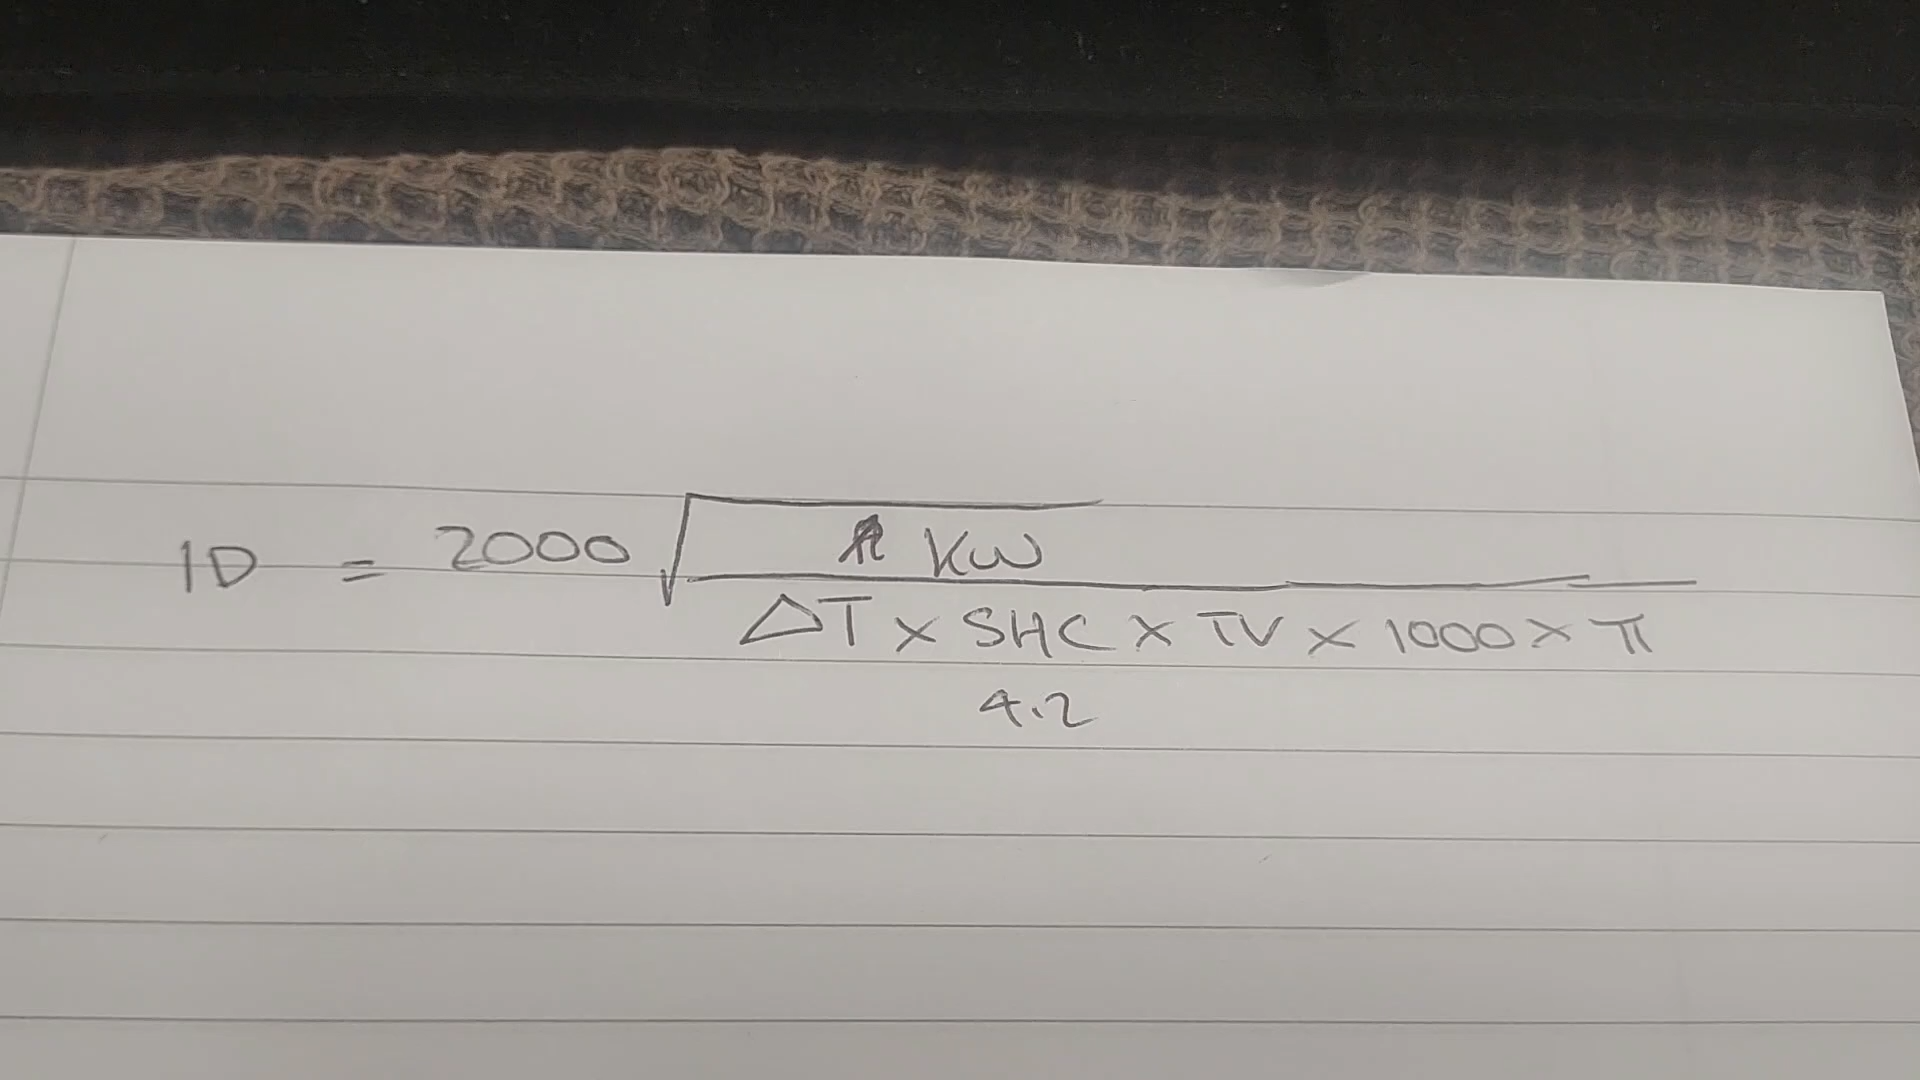 ID = 2000 √ KW
ΔT x SHC x TV x 1000 x π
4.2